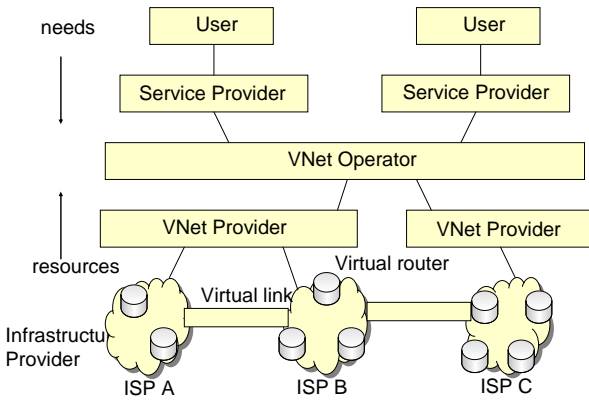 needs
User
User
Service Provider
Service Provider
VNet Operator
VNet Provider
VNet Provider
resources
Virtual router
Virtual link
Infrastructu
Provider
ISP A
ISP B
ISP C